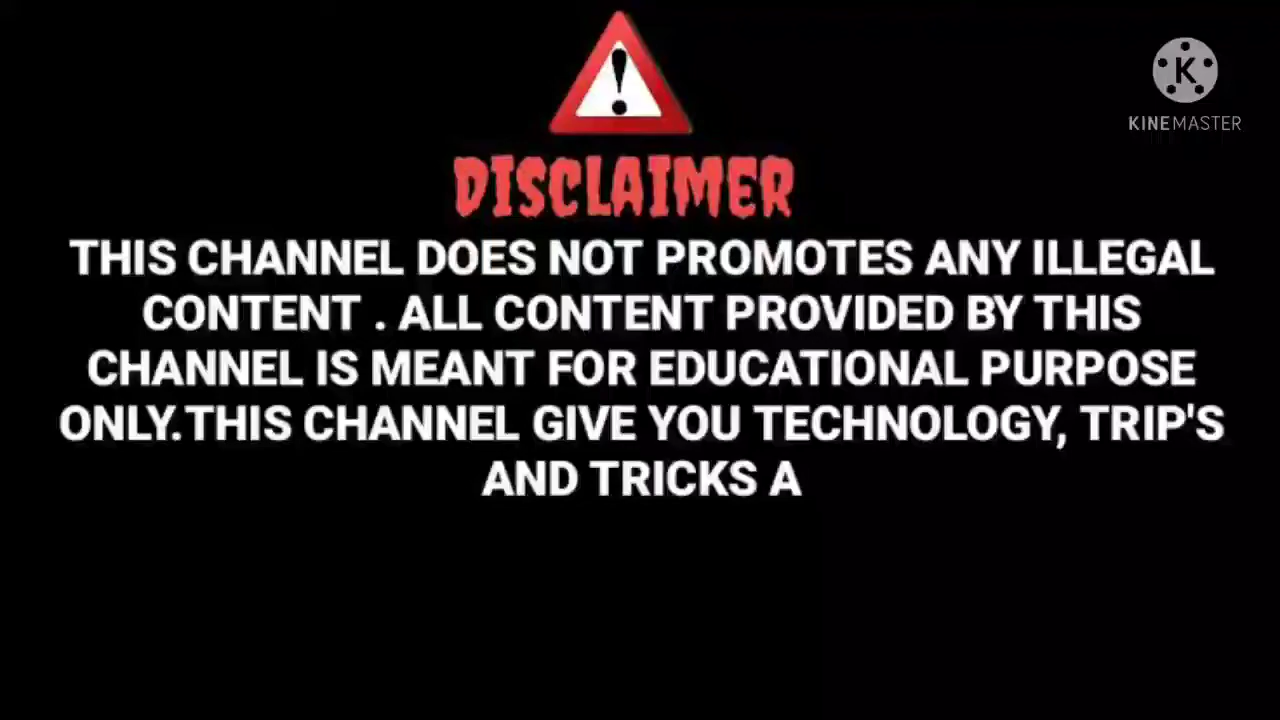 KINEMASTER
DISCLAIMER
THIS CHANNEL DOES NOT PROMOTES ANY ILLEGAL
CONTENT . ALL CONTENT PROVIDED BY THIS
CHANNEL IS MEANT FOR EDUCATIONAL PURPOSE
ONLY.THIS CHANNEL GIVE YOU TECHNOLOGY, TRIP'S
AND TRICKS A